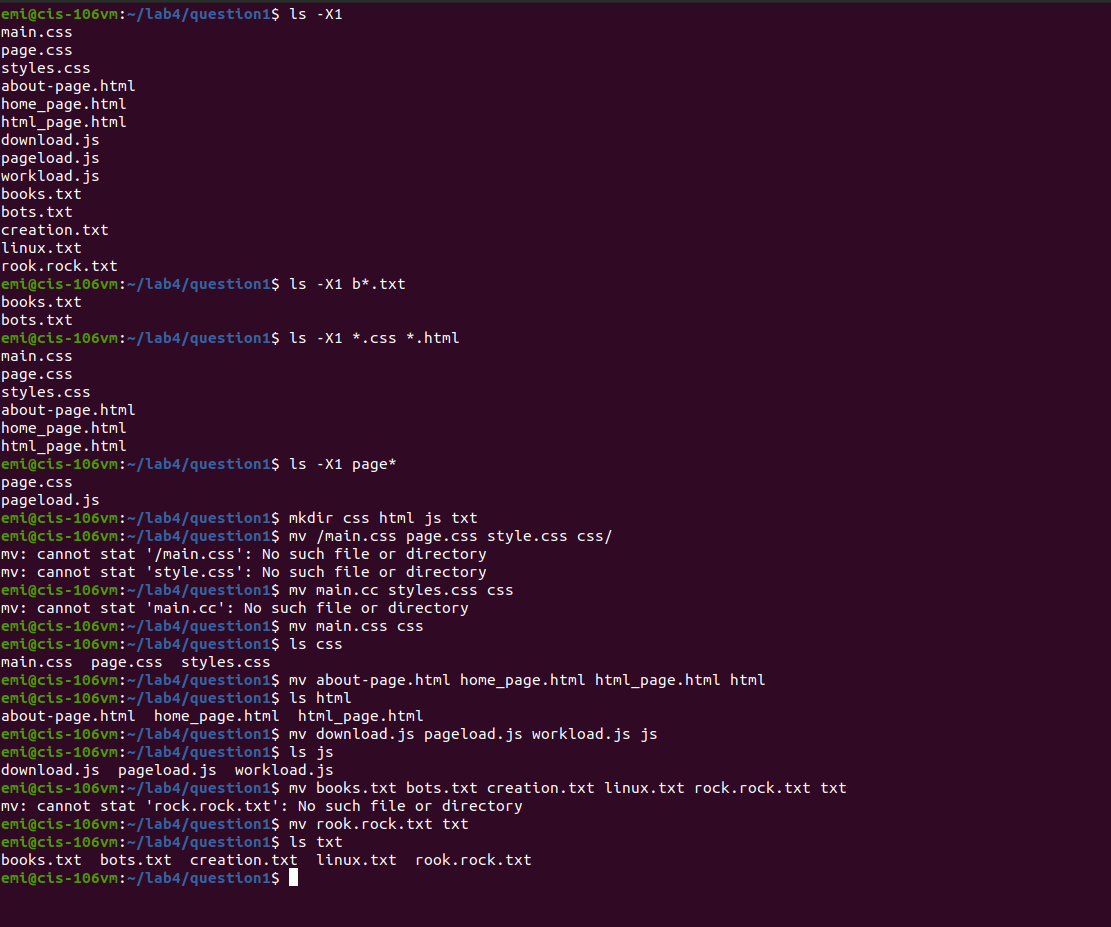 emi@cis-106vm:~/lab4/question1$ ls -X1
main.css
page.css
styles.css
about-page.html
home_page.html
html_page.html
download.js
pageload.js
workload.js
books.txt
bots.txt
creation.txt
linux.txt
rook.rock.txt
emi@cis-106vm:~/lab4/question1$ ls -X1 b*.txt
books.txt
bots.txt
emi@cis-106vm:~/lab4/question1$ ls -X1 *.css *.html
main.css
page.css
styles.css
about-page.html
home_page.html
html_page.html
emi@cis-106vm:~/lab4/question1$ ls -X1 page*
page.css
pageload.js
emi@cis-106vm:~/lab4/question1$ mkdir css html js txt
emi@cis-106vm:~/lab4/question1$ mv /main.css page.css style.css css/
mv: cannot stat '/main.css': No such file or directory
mv: cannot stat 'style.css': No such file or directory
emi@cis-106vm:~/lab4/question1$ mv main.cc styles.css css
mv: cannot stat 'main.cc': No such file or directory
emi@cis-106vm:~/lab4/question1$ mv main.css css
emi@cis-106vm:~/lab4/question1$ ls css
main.css  page.css  styles.css
emi@cis-106vm:~/lab4/question1$ mv about-page.html home_page.html html_page.html html
emi@cis-106vm:~/lab4/question1$ ls html
about-page.html  home_page.html  html_page.html
emi@cis-106vm:~/lab4/question1$ mv download.js pageload.js workload.js js
emi@cis-106vm:~/lab4/question1$ ls js
download.js  pageload.js  workload.js
emi@cis-106vm:~/lab4/question1$ mv books.txt bots.txt creation.txt linux.txt rock.rock.txt txt
mv: cannot stat 'rock.rock.txt': No such file or directory
emi@cis-106vm:~/lab4/question1$ mv rook.rock.txt txt
emi@cis-106vm:~/lab4/question1$ ls txt
books.txt  bots.txt  creation.txt  linux.txt  rook.rock.txt
emi@cis-106vm:~/lab4/question1$